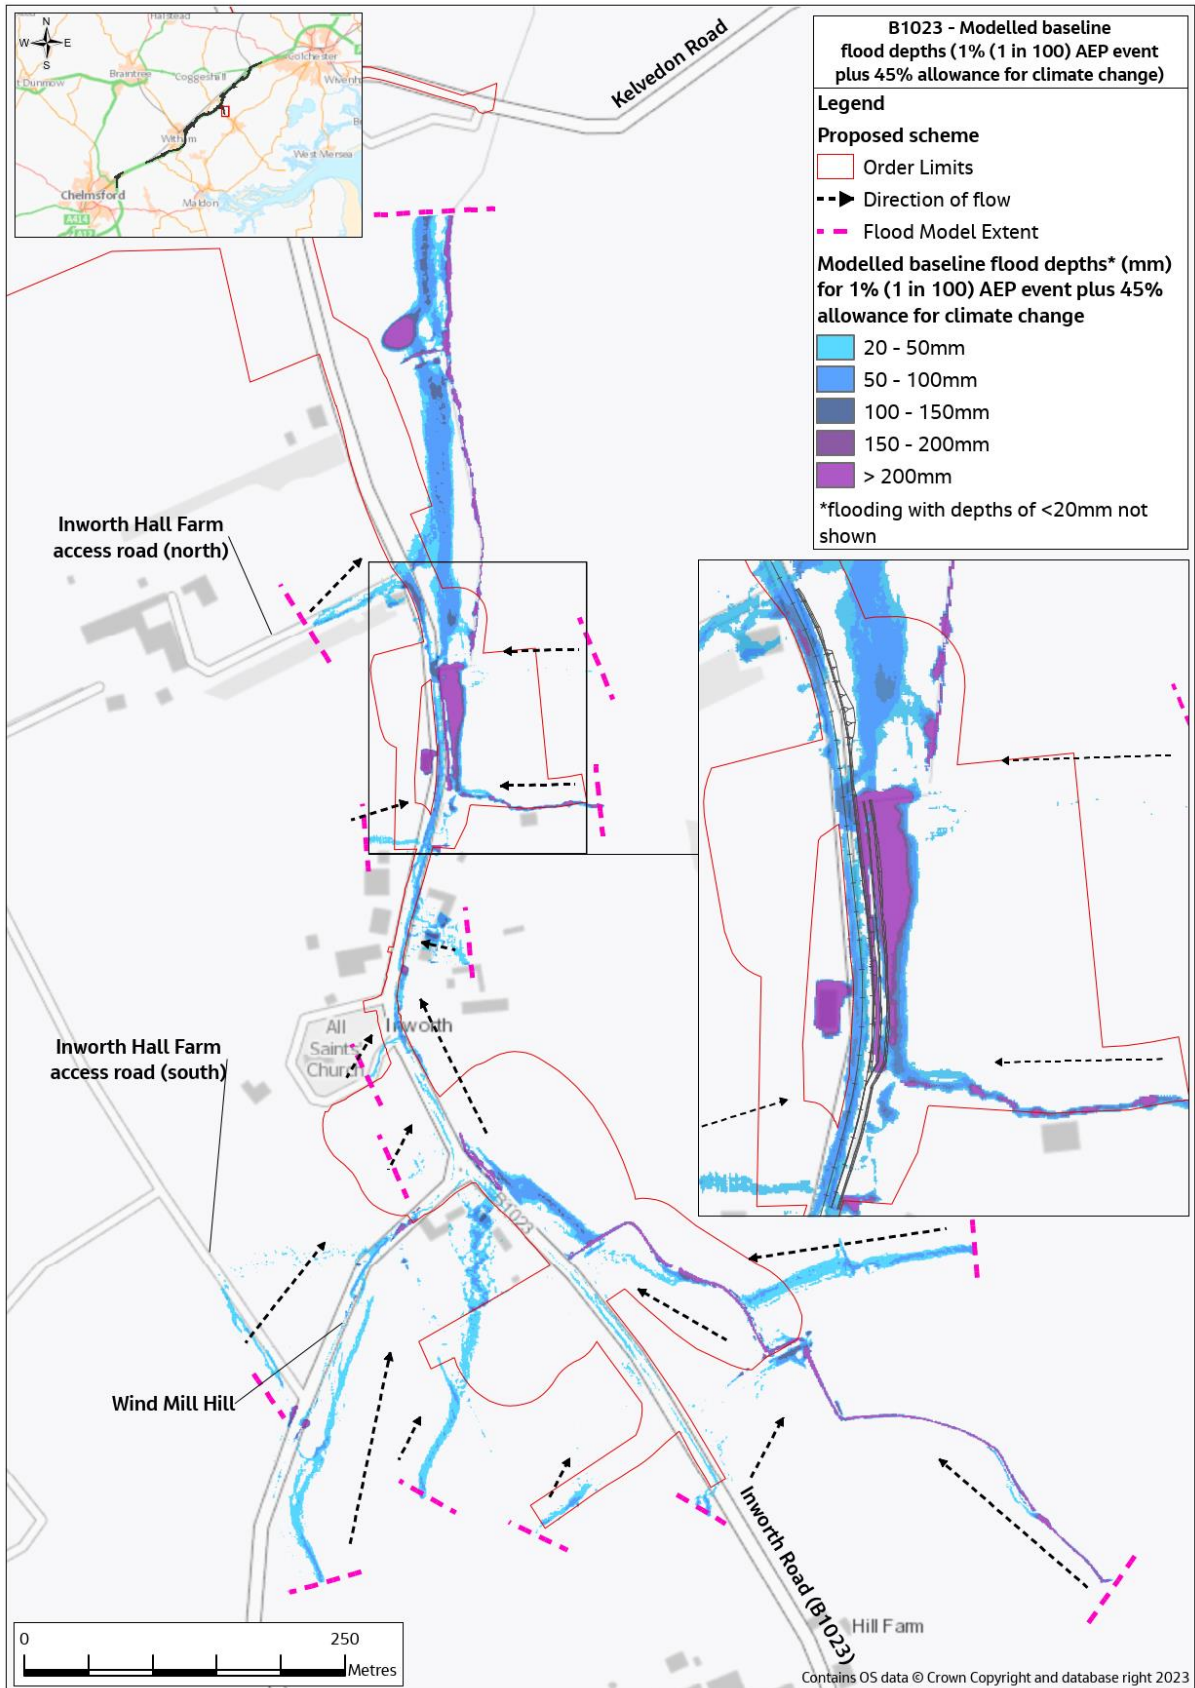 B1023 - Modelled baseline
flood depths (1% (1 in 100) AEP event
plus 45% allowance for climate change)
Legend
Proposed scheme
Order Limits
Direction of flow
Flood Model Extent
Modelled baseline flood depths* (mm)
for 1% (1 in 100) AEP event plus 45%
allowance for climate change
20 - 50mm
50 - 100mm
100 - 150mm
150 - 200mm
> 200mm
*flooding with depths of <20mm not
shown
N
W
E
S
Halstead
Colchester
Braintree
Coggeshall
t Dunmow
Witham
West Mersea
Chelmsford
Maldon
A414
Kelvedon Road
Inworth Hall Farm
access road (north)
All
Saints'
Church
Inworth
Inworth Hall Farm
access road (south)
B1023
Wind Mill Hill
Inworth Road (B1023)
Hill Farm
0
250
Metres
Contains OS data © Crown Copyright and database right 2023